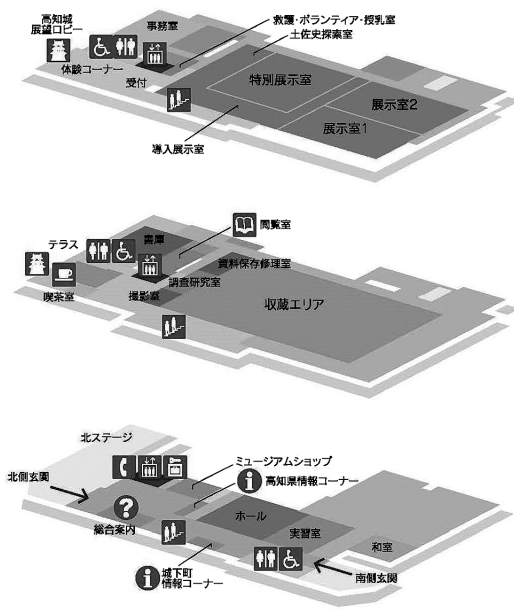 高知城
展望ロビー
事務室
救護・ボランティア・授乳室
土佐史探索室
体験コーナー
受付
特別展示室
展示室2
展示室1
導入展示室
閲覧室
書庫
テラス
資料保存修理室
調査研究室
喫茶室
撮影室
収蔵エリア
北ステージ
ミュージアムショップ
北側玄関
i
高知県情報コーナー
?
ホール
総合案内
実習室
和室
i
城下町
情報コーナー
南側玄関